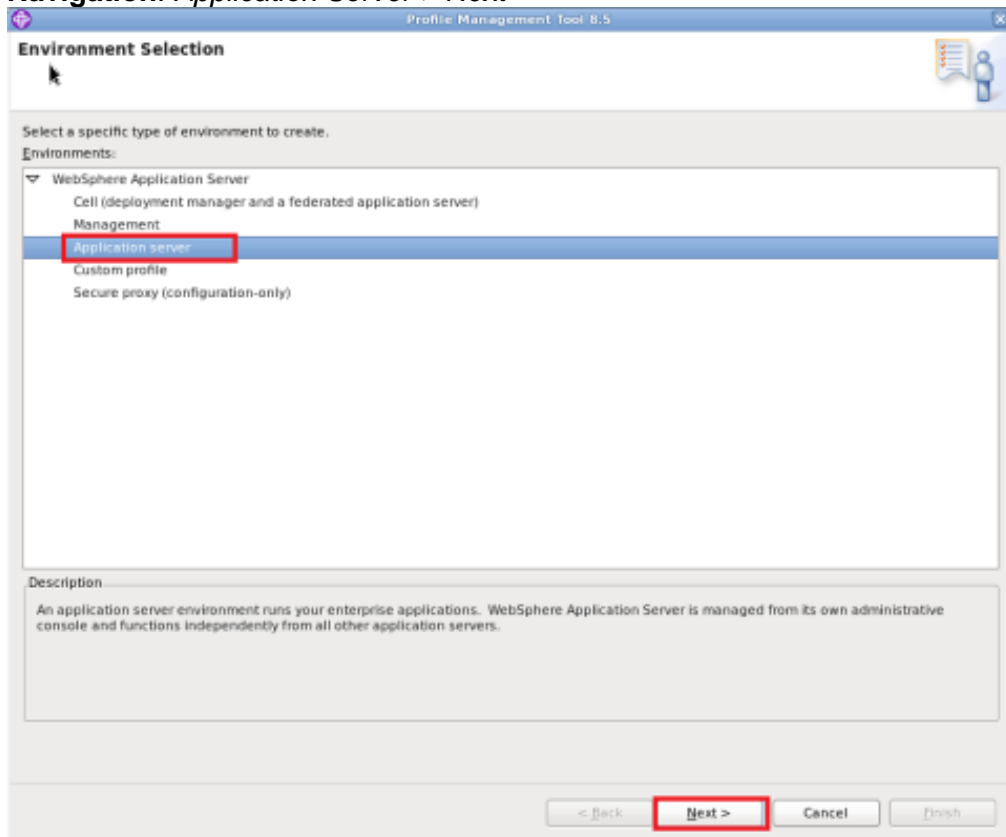 Profile Management Tool 8.5
Environment Selection
Select a specific type of environment to create.
Environments:
WebSphere Application Server
Cell (deployment manager and a federated application server)
Management
Application server
Custom profile
Secure proxy (configuration-only)
Description
An application server environment runs your enterprise applications. WebSphere Application Server is managed from its own administrative
console and functions independently from all other application servers.
< Back Next > Cancel Finish